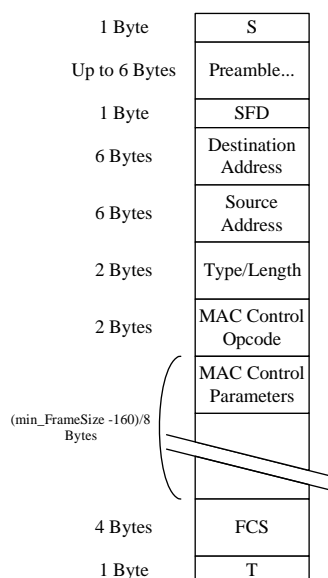 1 Byte S
Up to 6 Bytes Preamble...
1 Byte SFD
6 Bytes Destination
Address
6 Bytes Source
Address
2 Bytes Type/Length
2 Bytes MAC Control
Opcode
MAC Control
Parameters
(min_FrameSize -160)/8
Bytes
4 Bytes FCS
1 Byte T